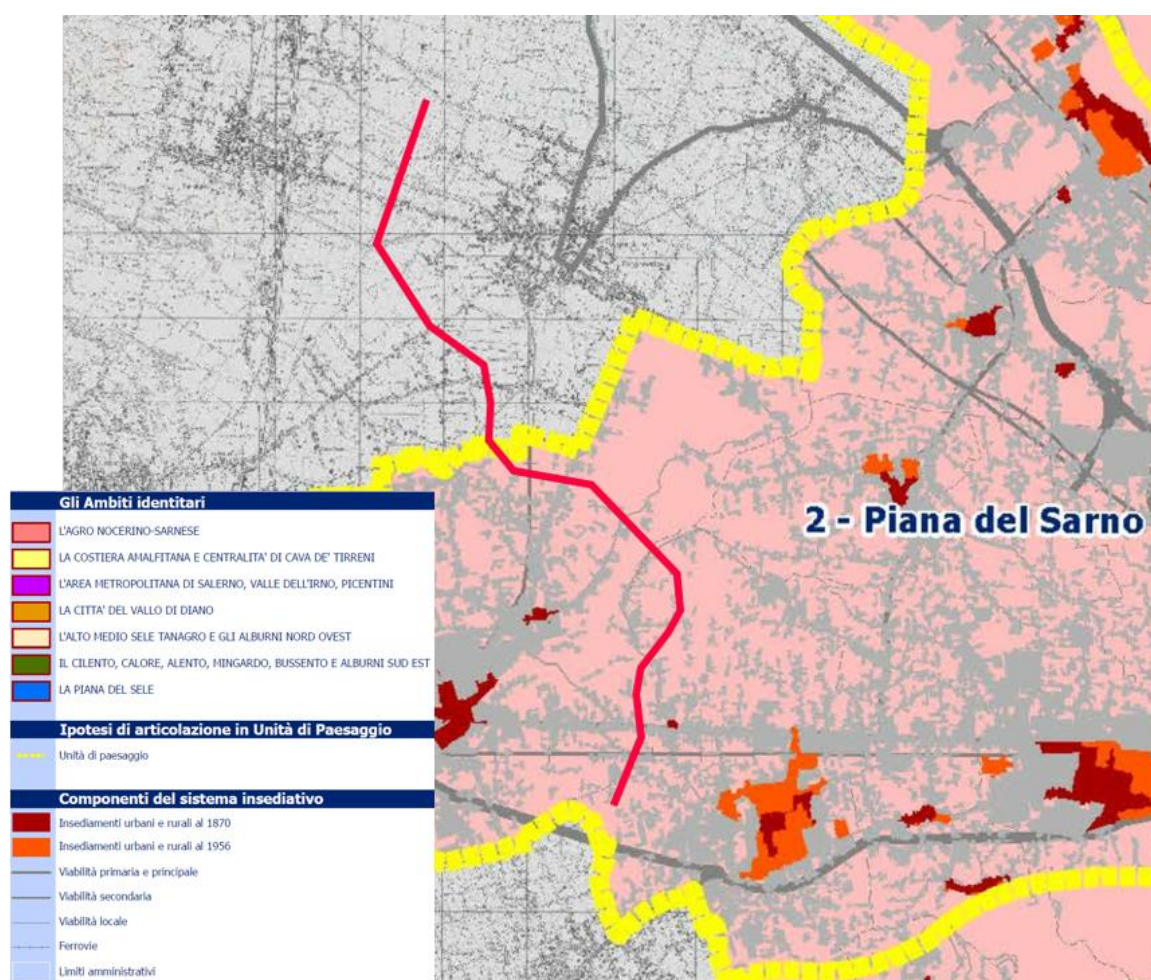 2 - Piana del Sarno
Gli Ambiti identitari
L'AGRO NOCERINO-SARNESE
LA COSTIERA AMALFITANA E CENTRALITA' DI CAVA DE' TIRRENI
L'AREA METROPOLITANA DI SALERNO, VALLE DELL'IRNO, PICENTINI
LA CITTA' DEL VALLO DI DIANO
L'ALTO MEDIO SELE TANAGRO E GLI ALBURNI NORD OVEST
IL CILENTO, CALORE, ALENTO, MINGARDO, BUSSENTO E ALBURNI SUD EST
LA PIANA DEL SELE
Ipotesi di articolazione in Unità di Paesaggio
Unità di paesaggio
Componenti del sistema insediativo
Insediamenti urbani e rurali al 1870
Insediamenti urbani e rurali al 1956
Viabilità primaria e principale
Viabilità secondaria
Viabilità locale
Ferrovie
Limiti amministrativi